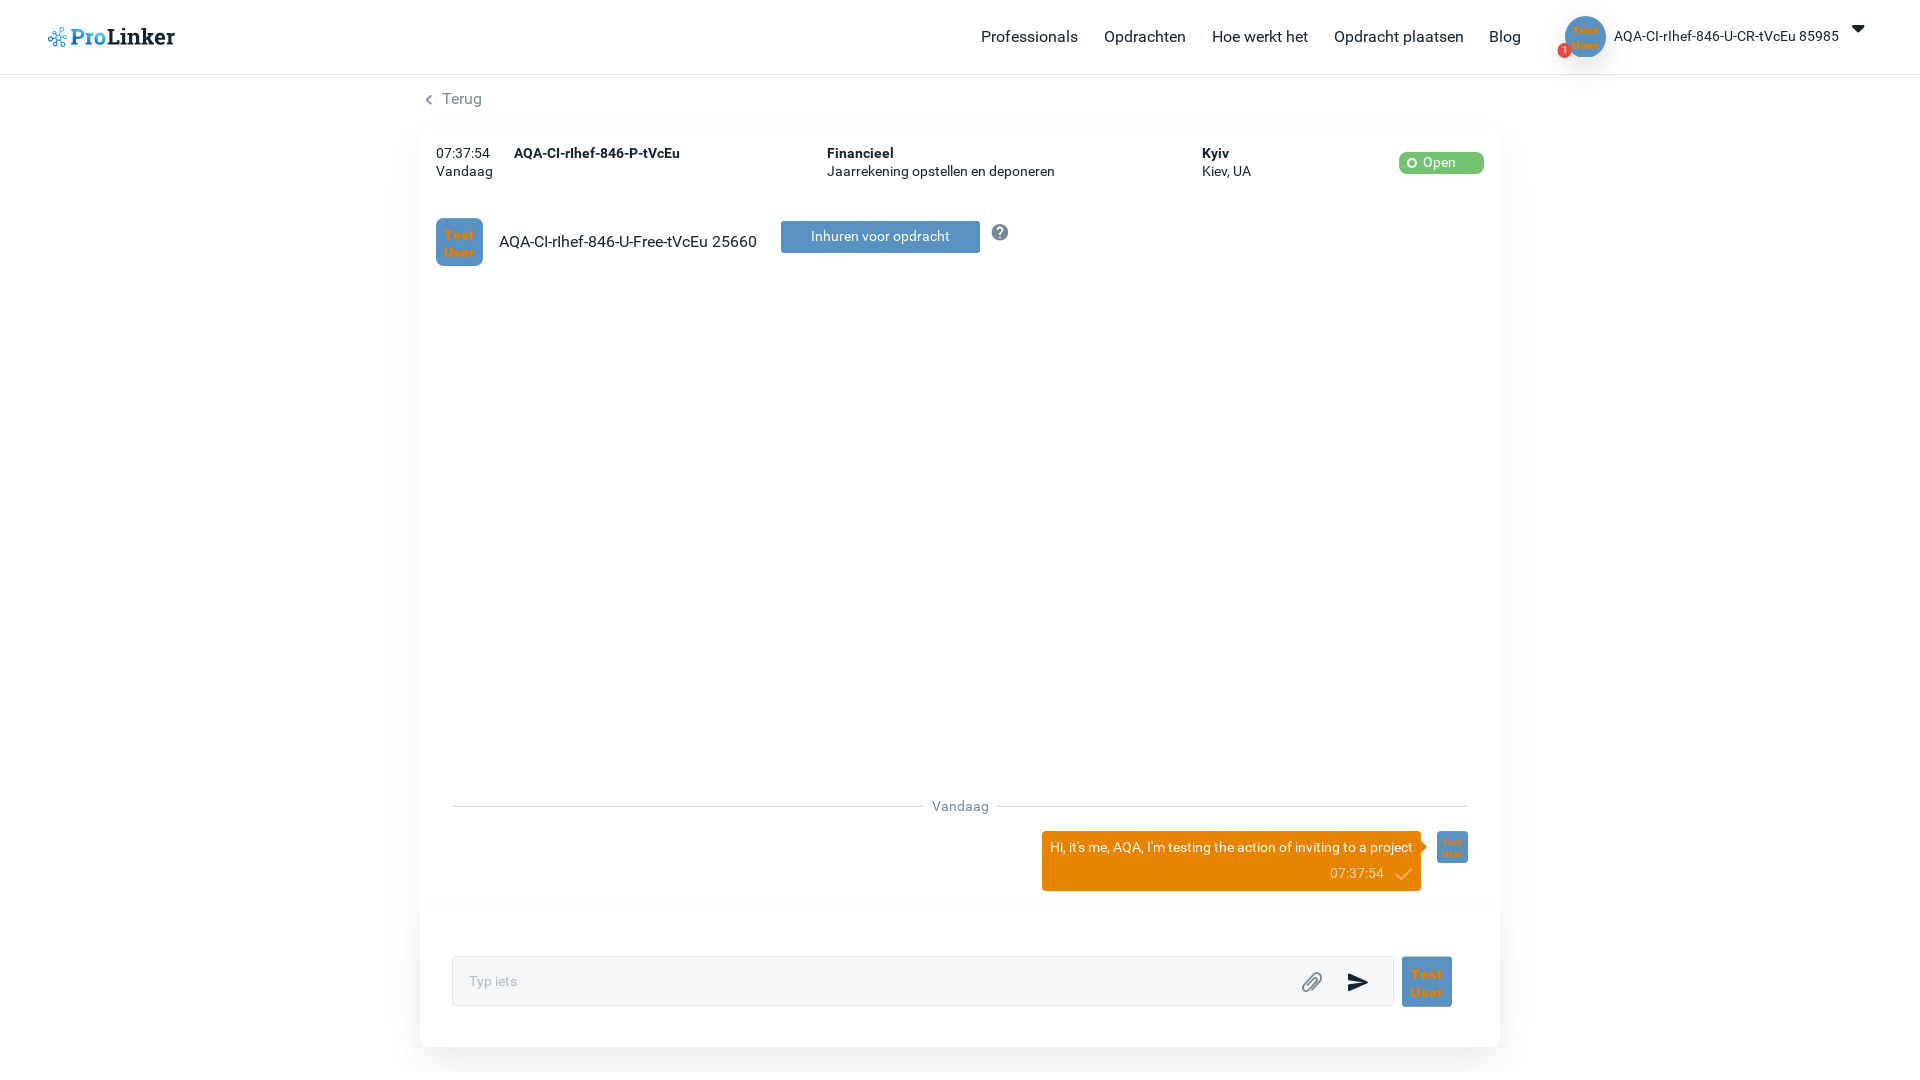 ProLinker
Professionals
Opdrachten
Hoe werkt het
Opdracht plaatsen
Blog
Test
User
1
AQA-CI-rIhef-846-U-CR-tVcEu 85985
Terug
07:37:54
Vandaag
AQA-CI-rIhef-846-P-tVcEu
Financieel
Jaarrekening opstellen en deponeren
Kyiv
Kiev, UA
Open
Test
User
AQA-CI-rIhef-846-U-Free-tVcEu 25660
Inhuren voor opdracht
?
Vandaag
Hi, it's me, AQA, I'm testing the action of inviting to a project
07:37:54
Test
User
Typ iets
Test
User